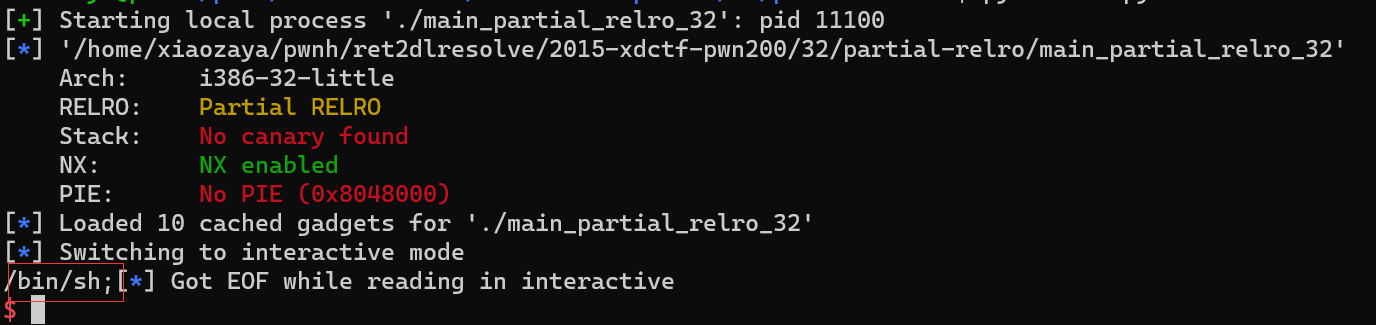 [+] Starting local process './main_partial_relro_32': pid 11100
[*] '/home/xiaozaya/pwnh/ret2dlresolve/2015-xdctf-pwn200/32/partial-relro/main_partial_relro_32'
    Arch:     i386-32-little
    RELRO:    Partial RELRO
    Stack:    No canary found
    NX:       NX enabled
    PIE:      No PIE (0x8048000)
[*] Loaded 10 cached gadgets for './main_partial_relro_32'
[*] Switching to interactive mode
/bin/sh;[*] Got EOF while reading in interactive
$